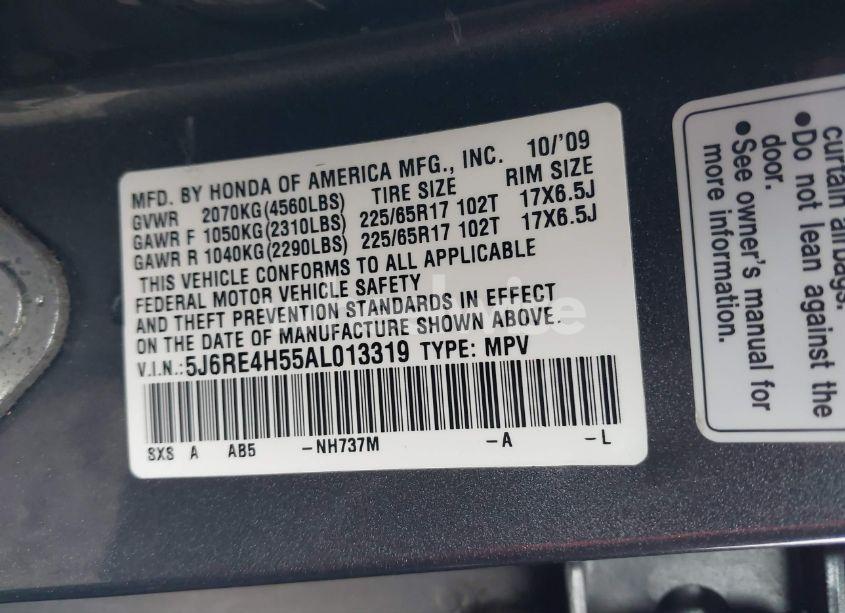 MFD. BY HONDA OF AMERICA MFG., INC. 10/'09
GVWR 2070KG(4560LBS) TIRE SIZE RIM SIZE
GAWR F 1050KG(2310LBS) 225/65R17 102T 17X6.5J
GAWR R 1040KG(2290LBS) 225/65R17 102T 17X6.5J
THIS VEHICLE CONFORMS TO ALL APPLICABLE
FEDERAL MOTOR VEHICLE SAFETY
AND THEFT PREVENTION STANDARDS IN EFFECT
ON THE DATE OF MANUFACTURE SHOWN ABOVE.
V.I.N.:5J6RE4H55AL013319 TYPE: MPV
SXS A AB5 -NH737M -A -L
curtain airbags.
• Do not lean against the
door.
• See owner's manual for
more information.